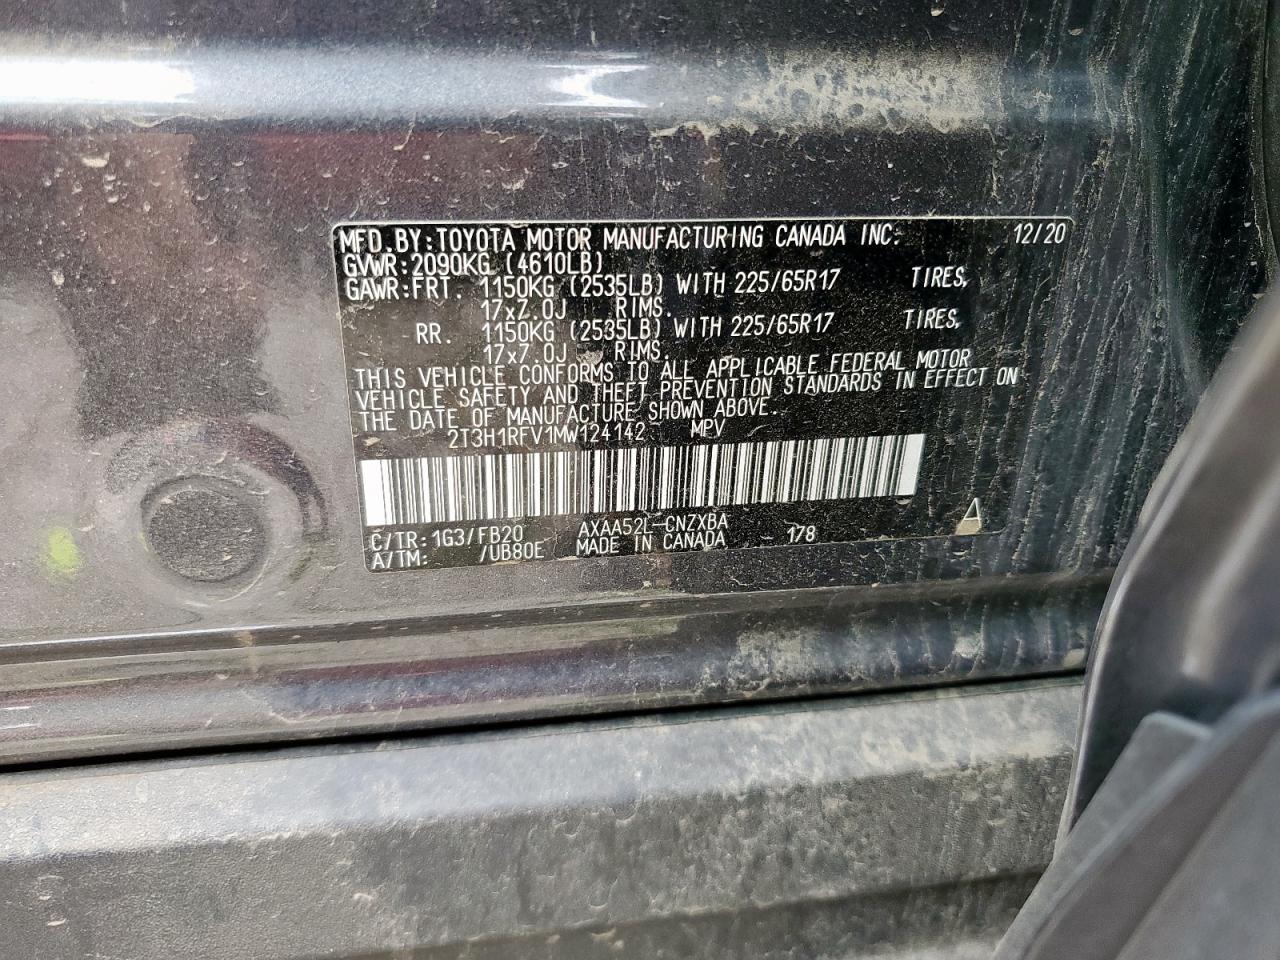 MFD.BY:TOYOTA MOTOR MANUFACTURING CANADA INC: 12/20
GVWR:2090KG (4610LB)
GAWR:FRT. 1150KG (2535LB) WITH 225/65R17 TIRES,
17x7.0J RIMS.
RR. 1150KG (2535LB) WITH 225/65R17 TIRES,
17x7.0J RIMS.
THIS VEHICLE CONFORMS TO ALL APPLICABLE FEDERAL MOTOR
VEHICLE SAFETY AND THEFT PREVENTION STANDARDS IN EFFECT ON
THE DATE OF MANUFACTURE SHOWN ABOVE.
2T3H1RFV1MW124142 MPV
C/TR:1G3/FB20 AXAA52L-CNZXBA 178 A
A/TM: /UB80E MADE IN CANADA